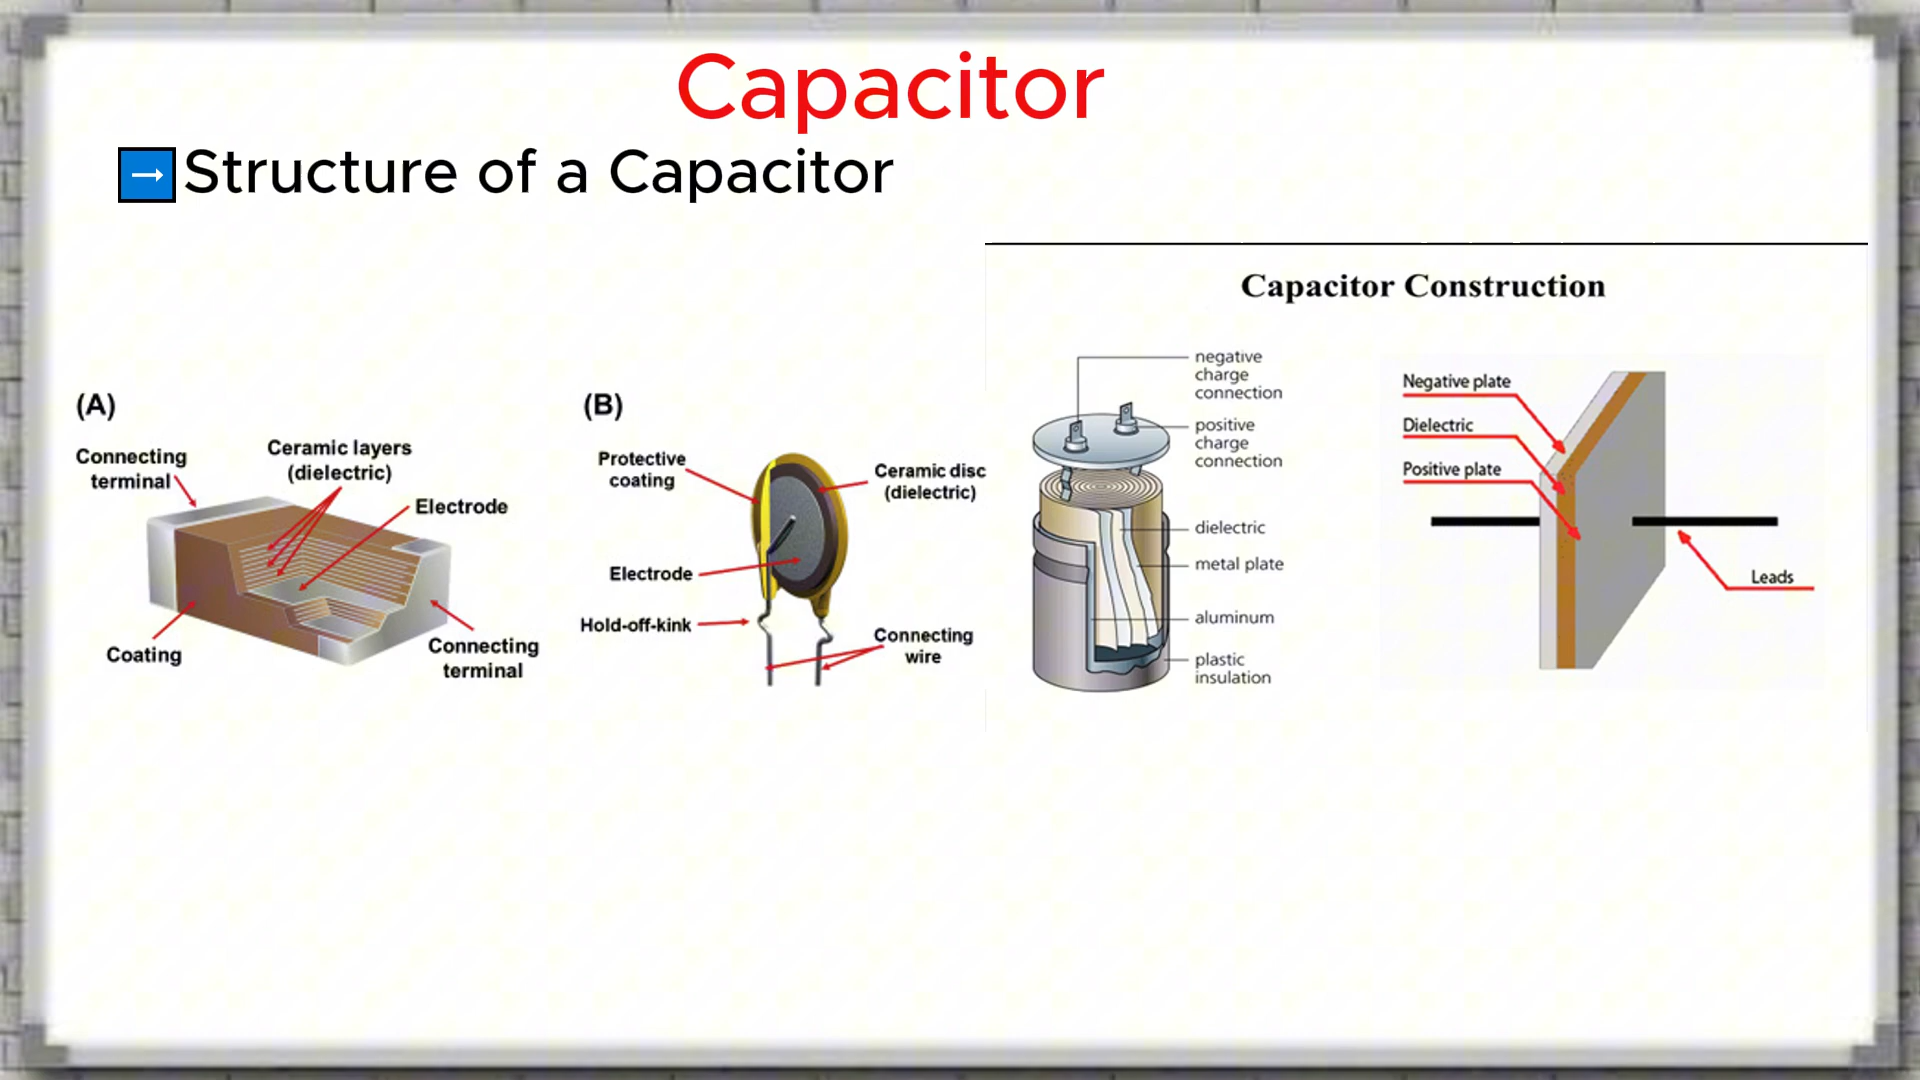 Capacitor
→ Structure of a Capacitor
(A)
Connecting
terminal
Ceramic layers
(dielectric)
Electrode
Coating
Connecting
terminal
(B)
Protective
coating
Ceramic disc
(dielectric)
Electrode
Hold-off-kink
Connecting
wire
Capacitor Construction
negative
charge
connection
positive
charge
connection
dielectric
metal plate
aluminum
plastic
insulation
Negative plate
Dielectric
Positive plate
Leads